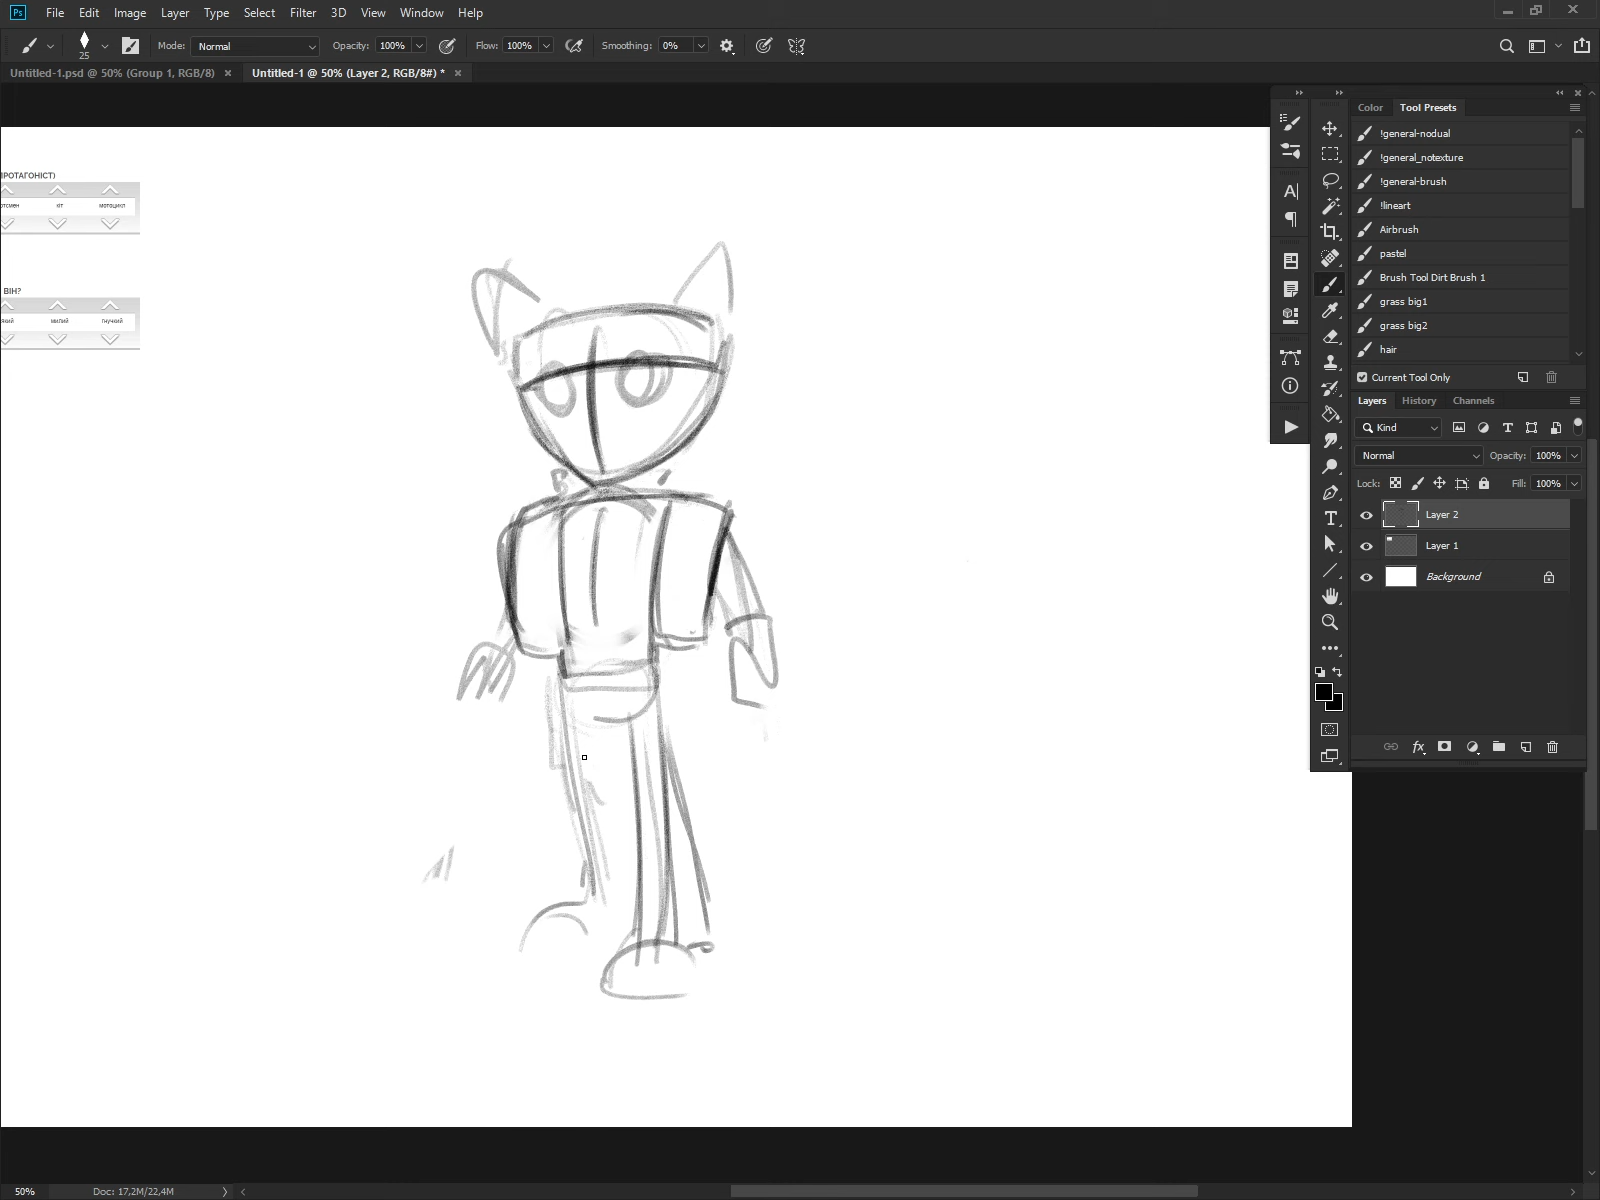 Ps File Edit Image Layer Type Select Filter 3D View Window Help
25 Mode: Normal Opacity: 100% Flow: 100% Smoothing: 0%
Untitled-1.psd @ 50% (Group 1, RGB/8) × Untitled-1 @ 50% (Layer 2, RGB/8#) * ×
ПРОТАГОНІСТ)
кіт мотоцикл
ВІН?
милий гнучкий
Color Tool Presets
!general-nodual
!general_notexture
!general-brush
!lineart
Airbrush
pastel
Brush Tool Dirt Brush 1
grass big1
grass big2
hair
Current Tool Only
Layers History Channels
Kind
Normal Opacity: 100%
Lock: Fill: 100%
Layer 2
Layer 1
Background
50% Doc: 17,2M/22,4M